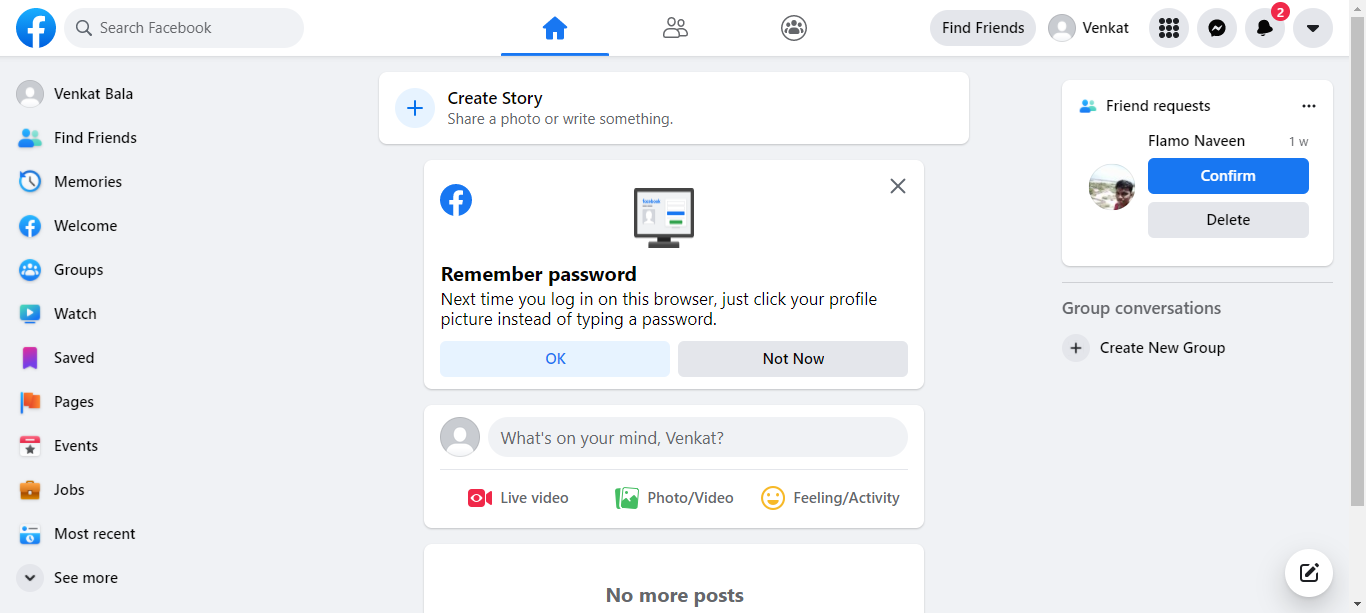 Search Facebook
Find Friends
Venkat
2
Venkat Bala
Find Friends
Memories
Welcome
Groups
Watch
Saved
Pages
Events
Jobs
Most recent
See more
Create Story
Share a photo or write something.
facebook
Remember password
Next time you log in on this browser, just click your profile
picture instead of typing a password.
OK
Not Now
What's on your mind, Venkat?
Live video
Photo/Video
Feeling/Activity
No more posts
Friend requests
Flamo Naveen
1 w
Confirm
Delete
Group conversations
Create New Group